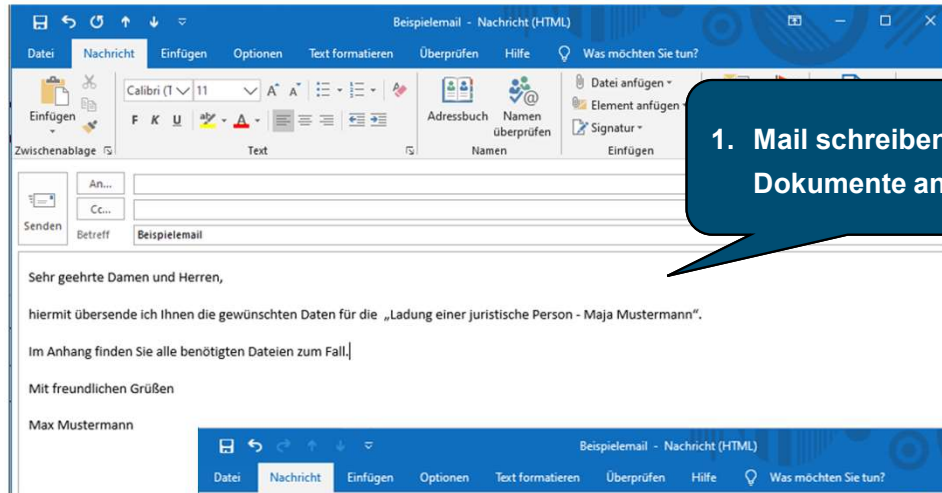 Beispielemail - Nachricht (HTML)
Datei Nachricht Einfügen Optionen Text formatieren Überprüfen Hilfe Was möchten Sie tun?
Einfügen
Calibri (T 11
F K U
Adressbuch
Namen überprüfen
Datei anfügen
Element anfügen
Signatur
Zwischenablage Text Namen Einfügen
1. Mail schreiben
Dokumente an
Senden
An...
Cc...
Betreff Beispielemail
Sehr geehrte Damen und Herren,
hiermit übersende ich Ihnen die gewünschten Daten für die „Ladung einer juristische Person - Maja Mustermann“.
Im Anhang finden Sie alle benötigten Dateien zum Fall.
Mit freundlichen Grüßen
Max Mustermann
Beispielemail - Nachricht (HTML)
Datei Nachricht Einfügen Optionen Text formatieren Überprüfen Hilfe Was möchten Sie tun?